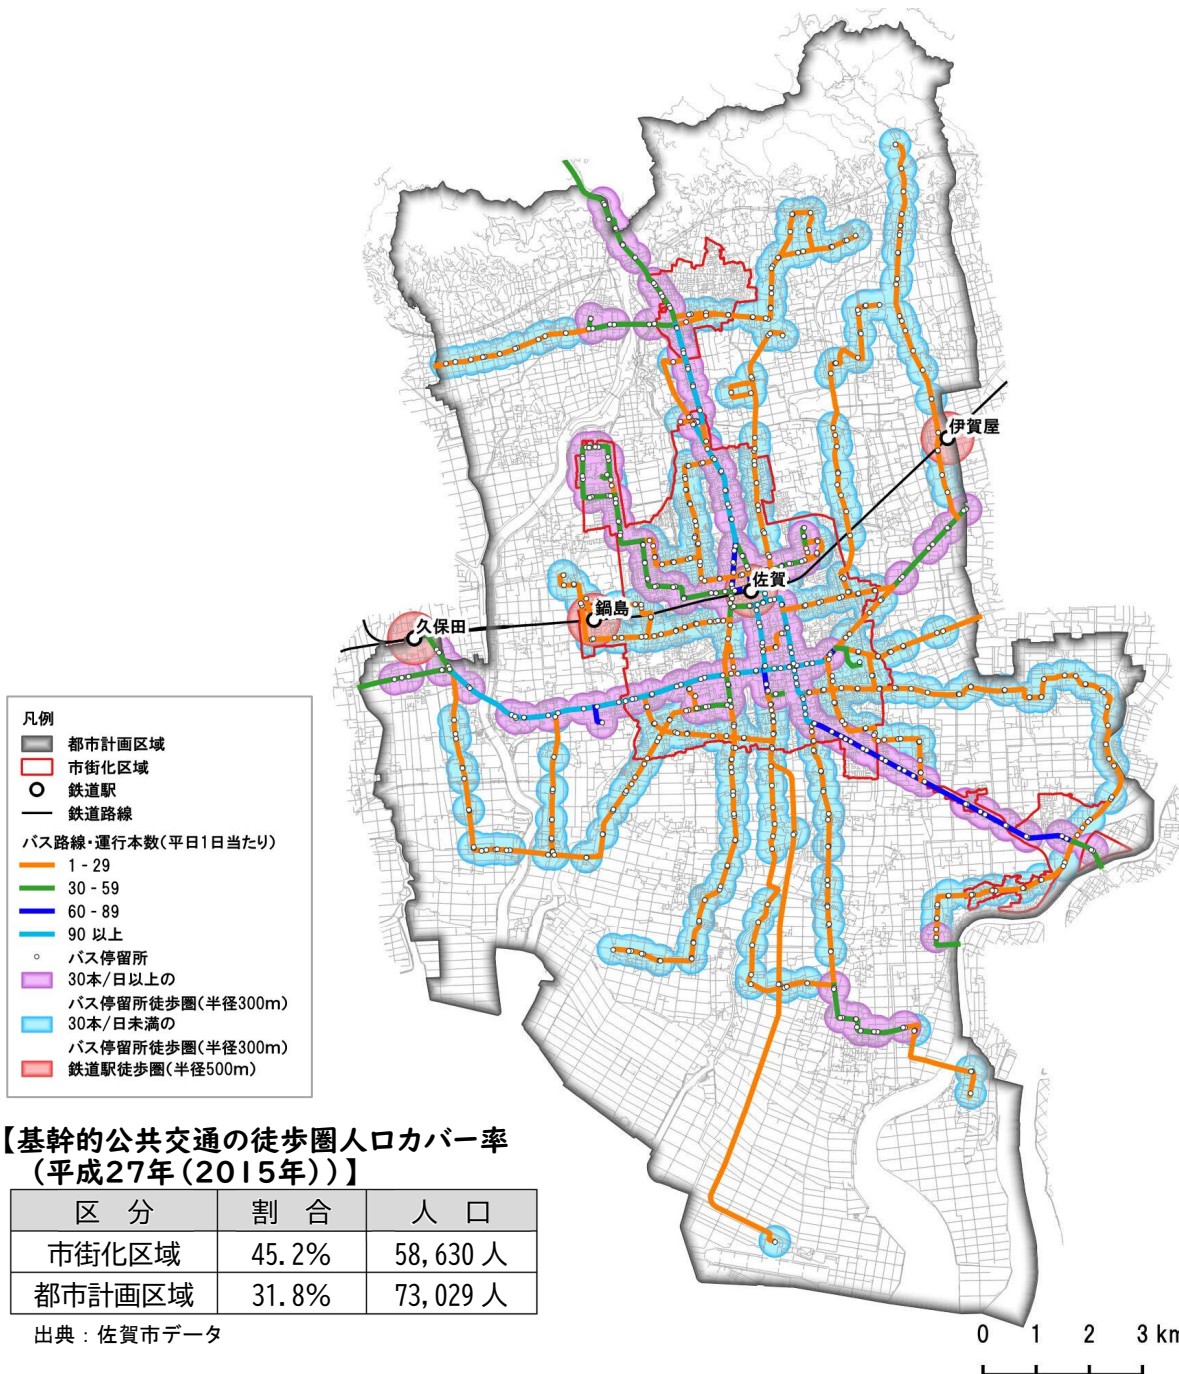 伊賀屋
佐賀
鍋島
久保田
凡例
都市計画区域
市街化区域
鉄道駅
鉄道路線
バス路線・運行本数(平日1日当たり)
1 - 29
30 - 59
60 - 89
90 以上
バス停留所
30本/日以上の
バス停留所徒歩圏(半径300m)
30本/日未満の
バス停留所徒歩圏(半径300m)
鉄道駅徒歩圏(半径500m)
【基幹的公共交通の徒歩圏人口カバー率
(平成27年(2015年))】
区 分 割 合 人 口
市街化区域 45.2% 58,630 人
都市計画区域 31.8% 73,029 人
出典：佐賀市データ
0 1 2 3 km